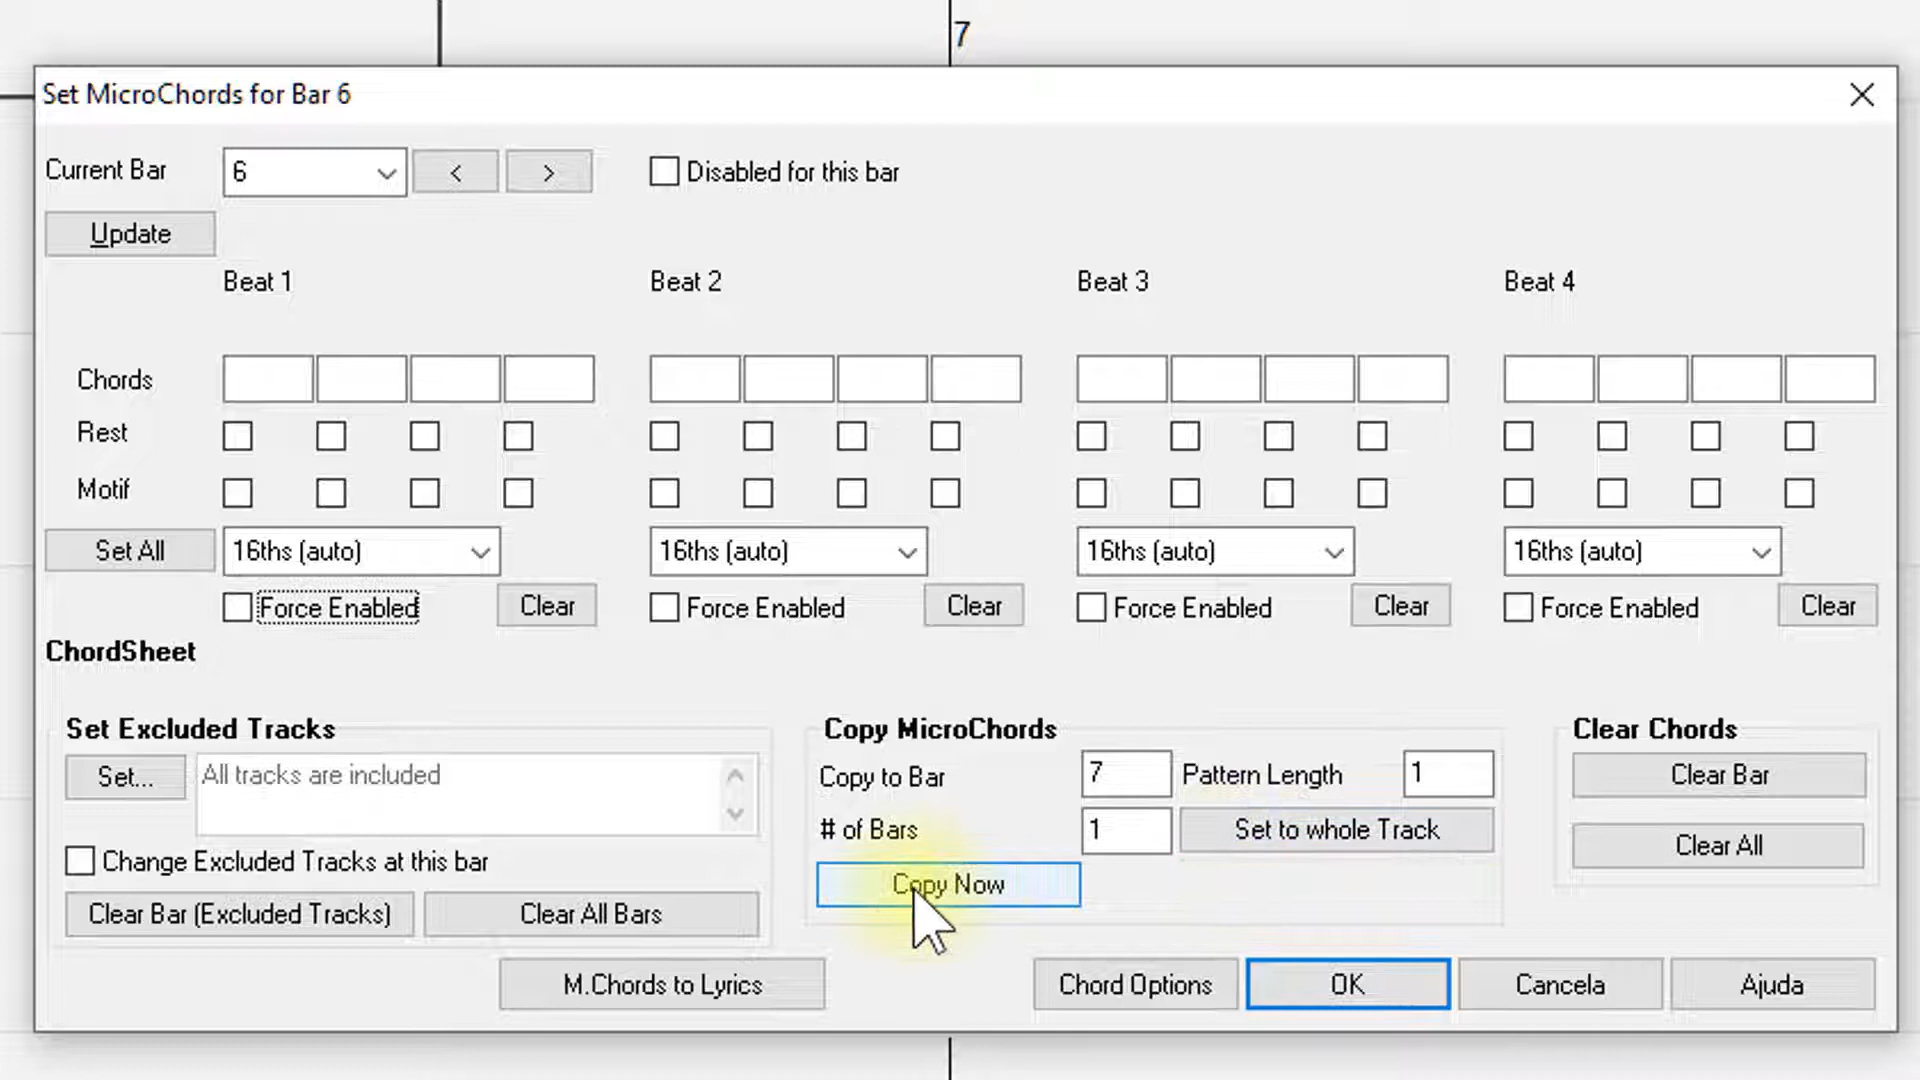 7
Set MicroChords for Bar 6
Current Bar 6 < > Disabled for this bar
Update
Beat 1 Beat 2 Beat 3 Beat 4
Chords
Rest
Motif
Set All 16ths (auto) 16ths (auto) 16ths (auto) 16ths (auto)
Force Enabled Clear Force Enabled Clear Force Enabled Clear Force Enabled Clear
ChordSheet
Set Excluded Tracks Copy MicroChords Clear Chords
Set... All tracks are included Copy to Bar 7 Pattern Length 1 Clear Bar
# of Bars 1 Set to whole Track Clear All
Change Excluded Tracks at this bar Copy Now
Clear Bar (Excluded Tracks) Clear All Bars
M.Chords to Lyrics Chord Options OK Cancela Ajuda